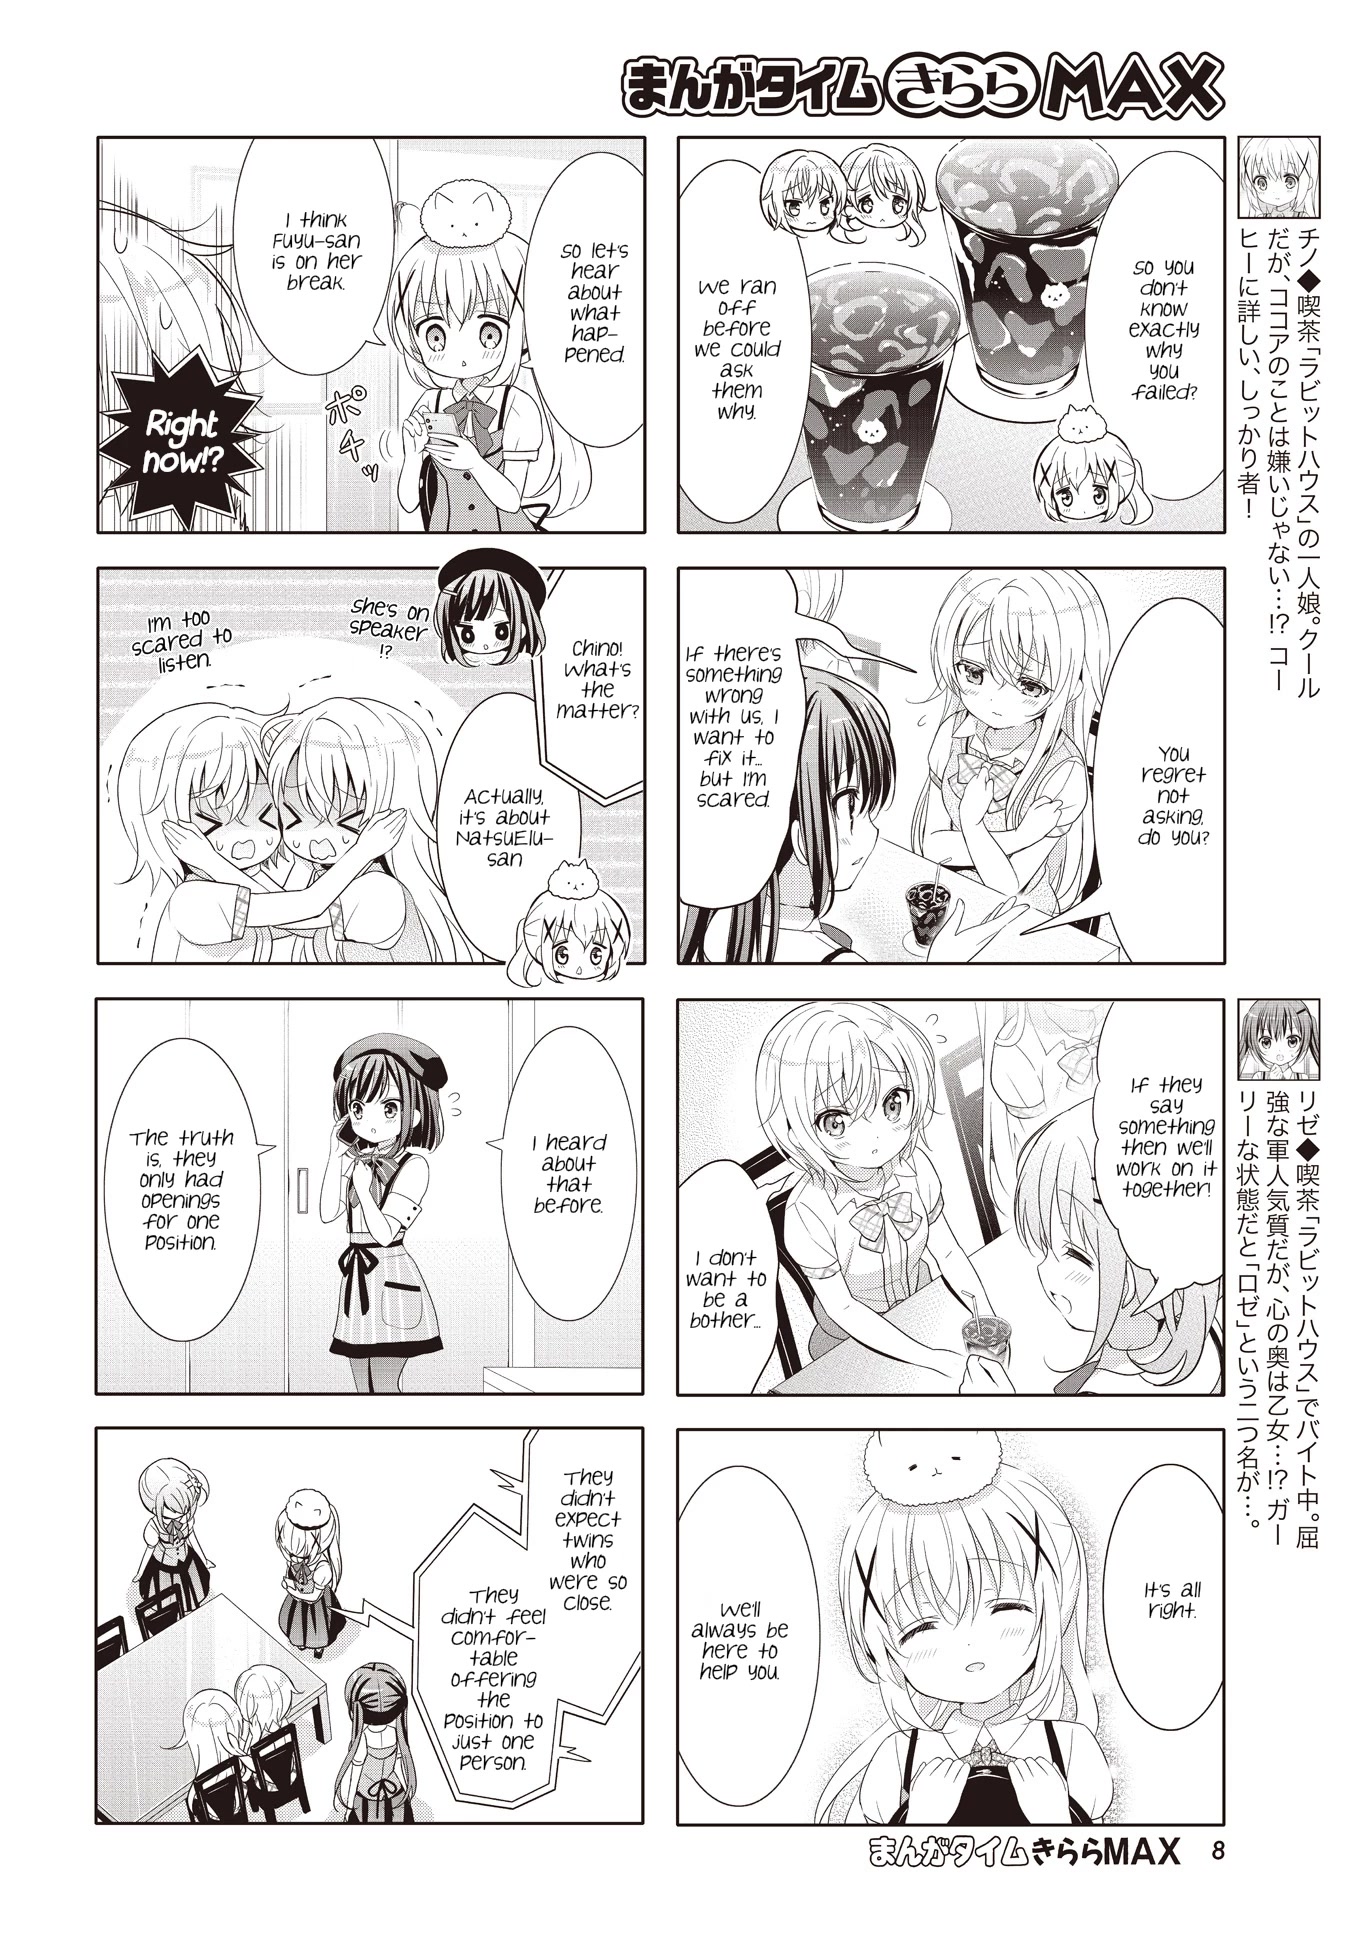 まんがタイムきららMAX
チノ◆喫茶「ラビットハウス」の一人娘。クール
だが、ココアのことは嫌いじゃない…!? コー
ヒーに詳しい、しっかり者！
so you
don't
know
exactly
why
you
failed?
We ran
off
before
we could
ask
them
why.
You
regret
not
asking,
do you?
If there's
something
wrong
with us, I
want to
fix it...
but I'm
scared.
リゼ◆喫茶「ラビットハウス」でバイト中。屈
強な軍人気質だが、心の奥は乙女…!? ガー
リーな状態だと「ロゼ」という二つ名が…。
If they
say
something
then we'll
work on it
together!
I don't
want to
be a
bother...
It's all
right.
We'll
always be
here to
help you.
So let's
hear
about
what
hap-
pened.
I think
Fuyu-san
is on her
break.
ポチッ
Right
now!?
Chino!
What's
the
matter?
She's on
speaker
!?
I'm too
scared to
listen.
Actually,
it's about
NatsuElu-
san
I heard
about
that
before.
The truth
is, they
only had
openings
for one
position.
They
didn't
expect
twins
who
were so
close.
They
didn't feel
comfor-
table
offering
the
position to
just one
person.
まんがタイムきららMAX 8